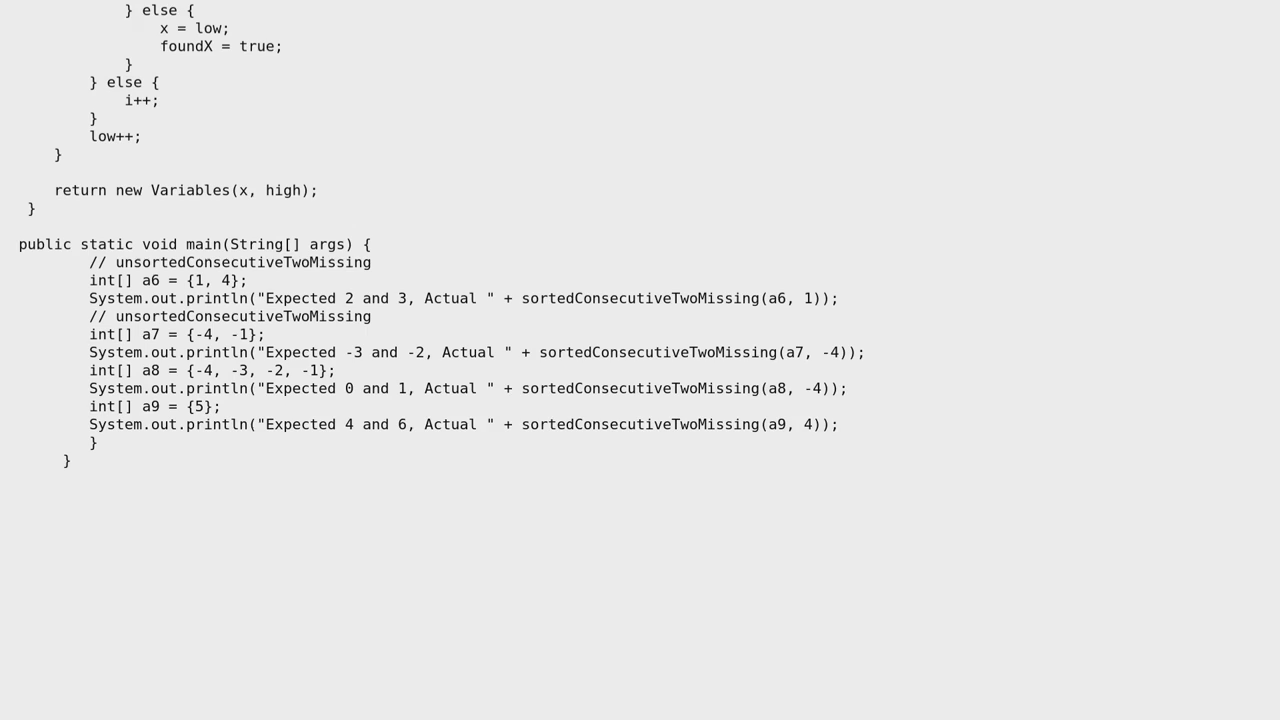 } else {
x = low;
foundX = true;
}
} else {
i++;
}
low++;
}
return new Variables(x, high);
}
public static void main(String[] args) {
// unsortedConsecutiveTwoMissing
int[] a6 = {1, 4};
System.out.println("Expected 2 and 3, Actual " + sortedConsecutiveTwoMissing(a6, 1));
// unsortedConsecutiveTwoMissing
int[] a7 = {-4, -1};
System.out.println("Expected -3 and -2, Actual " + sortedConsecutiveTwoMissing(a7, -4));
int[] a8 = {-4, -3, -2, -1};
System.out.println("Expected 0 and 1, Actual " + sortedConsecutiveTwoMissing(a8, -4));
int[] a9 = {5};
System.out.println("Expected 4 and 6, Actual " + sortedConsecutiveTwoMissing(a9, 4));
}
}